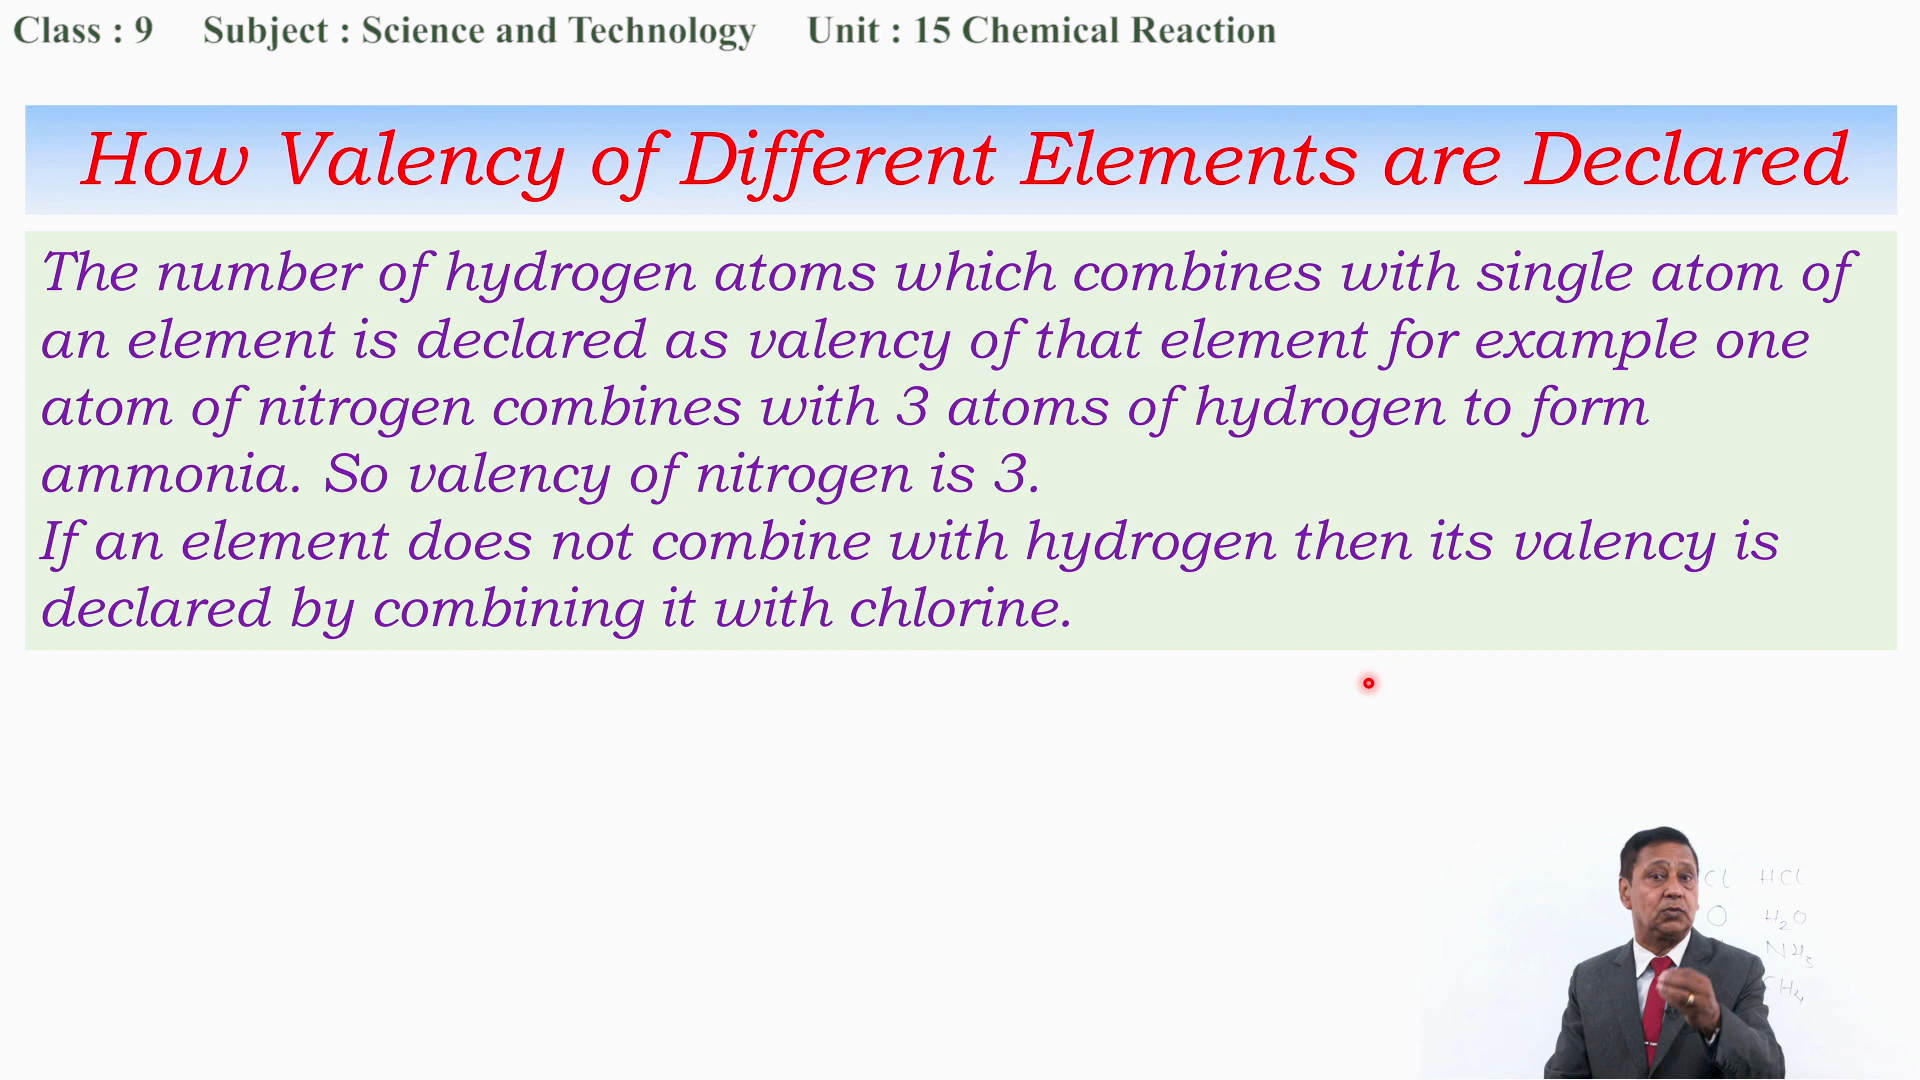 Class : 9 Subject : Science and Technology Unit : 15 Chemical Reaction
How Valency of Different Elements are Declared
The number of hydrogen atoms which combines with single atom of
an element is declared as valency of that element for example one
atom of nitrogen combines with 3 atoms of hydrogen to form
ammonia. So valency of nitrogen is 3.
If an element does not combine with hydrogen then its valency is
declared by combining it with chlorine.
Cl HCl
O H₂O
NH₃
CH₄